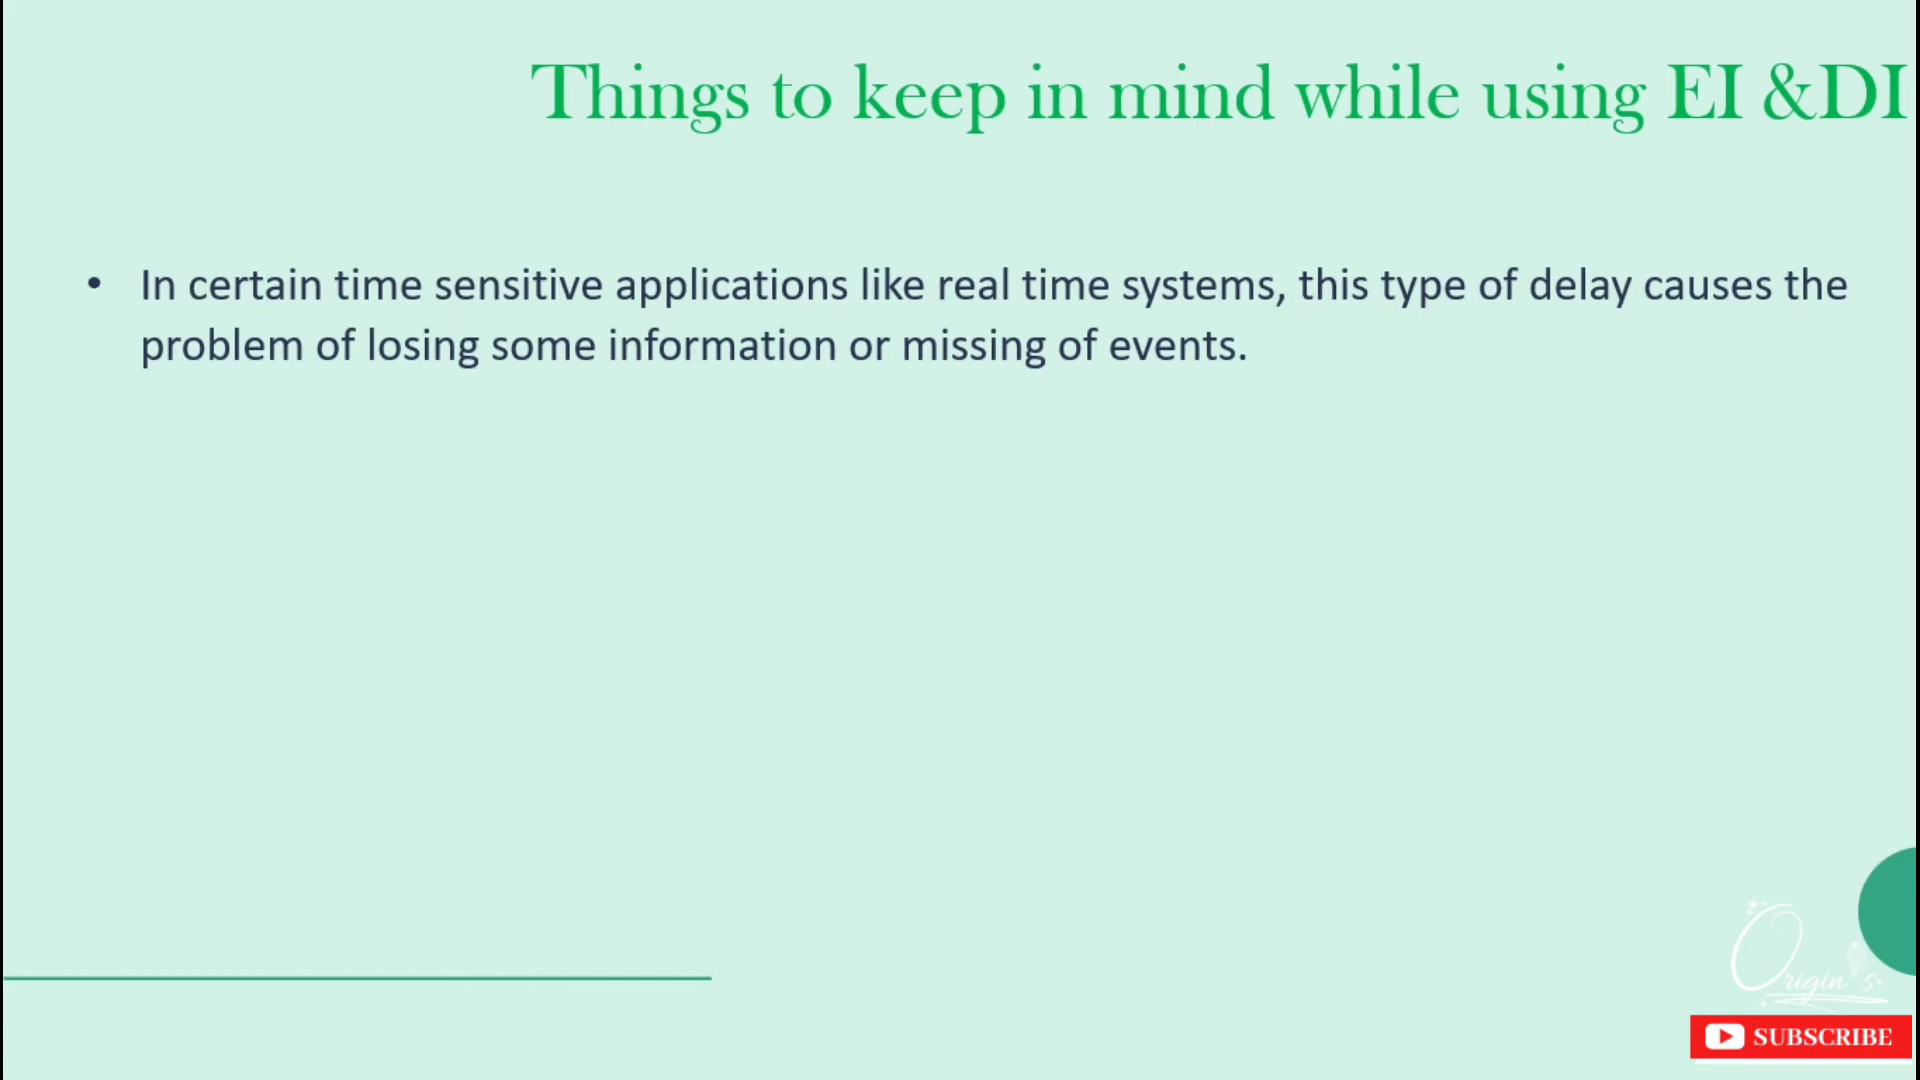 Things to keep in mind while using EI &DI
• In certain time sensitive applications like real time systems, this type of delay causes the
problem of losing some information or missing of events.
Origin's
SUBSCRIBE